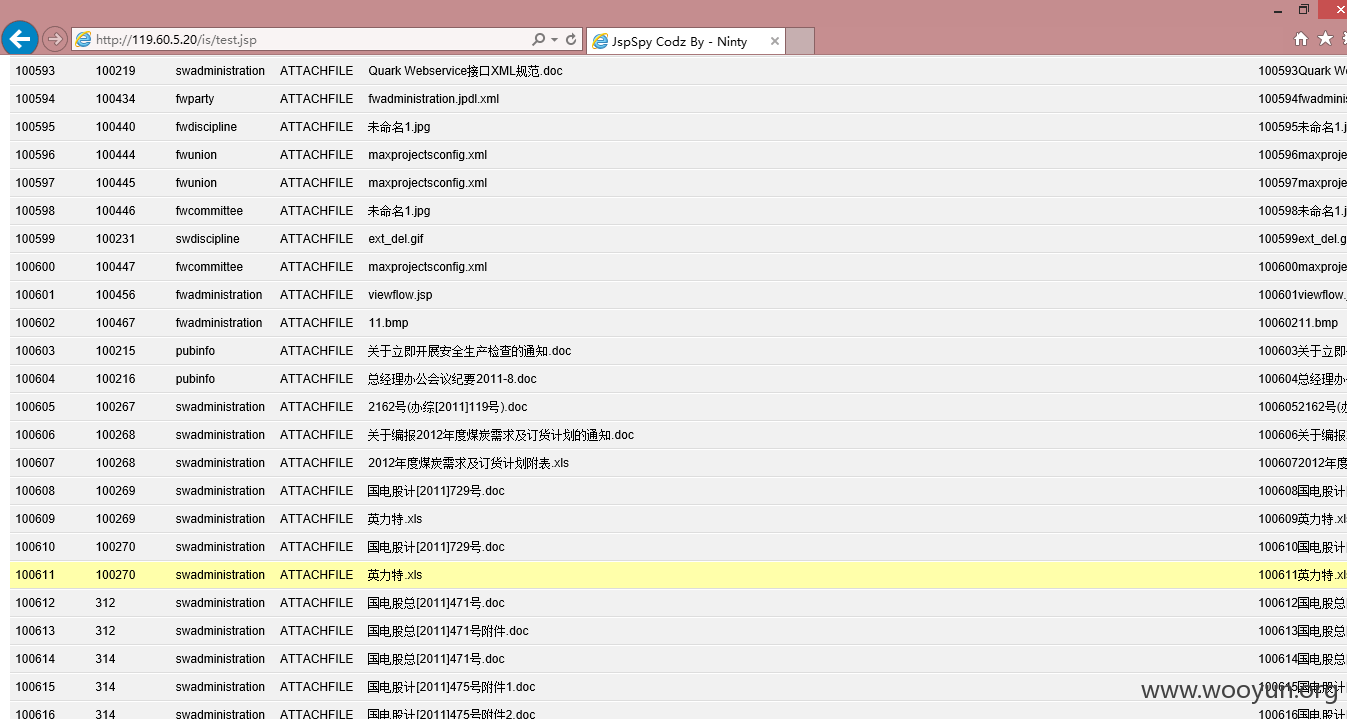 http://119.60.5.20/is/test.jsp JspSpy Codz By - Ninty
100593 100219 swadministration ATTACHFILE Quark Webservice接口XML规范.doc 100593Quark W
100594 100434 fwparty ATTACHFILE fwadministration.jpdl.xml 100594fwadminis
100595 100440 fwdiscipline ATTACHFILE 未命名1.jpg 100595未命名1.j
100596 100444 fwunion ATTACHFILE maxprojectsconfig.xml 100596maxproje
100597 100445 fwunion ATTACHFILE maxprojectsconfig.xml 100597maxproje
100598 100446 fwcommittee ATTACHFILE 未命名1.jpg 100598未命名1.j
100599 100231 swdiscipline ATTACHFILE ext_del.gif 100599ext_del.g
100600 100447 fwcommittee ATTACHFILE maxprojectsconfig.xml 100600maxproje
100601 100456 fwadministration ATTACHFILE viewflow.jsp 100601viewflow.
100602 100467 fwadministration ATTACHFILE 11.bmp 10060211.bmp
100603 100215 pubinfo ATTACHFILE 关于立即开展安全生产检查的通知.doc 100603关于立即
100604 100216 pubinfo ATTACHFILE 总经理办公会议纪要2011-8.doc 100604总经理办
100605 100267 swadministration ATTACHFILE 2162号(办综[2011]119号).doc 1006052162号(
100606 100268 swadministration ATTACHFILE 关于编报2012年度煤炭需求及订货计划的通知.doc 100606关于编报
100607 100268 swadministration ATTACHFILE 2012年度煤炭需求及订货计划附表.xls 1006072012年度
100608 100269 swadministration ATTACHFILE 国电股计[2011]729号.doc 100608国电股计
100609 100269 swadministration ATTACHFILE 英力特.xls 100609英力特.xl
100610 100270 swadministration ATTACHFILE 国电股计[2011]729号.doc 100610国电股计
100611 100270 swadministration ATTACHFILE 英力特.xls 100611英力特.xl
100612 312 swadministration ATTACHFILE 国电股总[2011]471号.doc 100612国电股总
100613 312 swadministration ATTACHFILE 国电股总[2011]471号附件.doc 100613国电股总
100614 314 swadministration ATTACHFILE 国电股总[2011]471号.doc 100614国电股总
100615 314 swadministration ATTACHFILE 国电股计[2011]475号附件1.doc 100615国电股计
www.wooyun.org
100616 314 swadministration ATTACHFILE 国电股计[2011]475号附件2.doc 100616国电股计